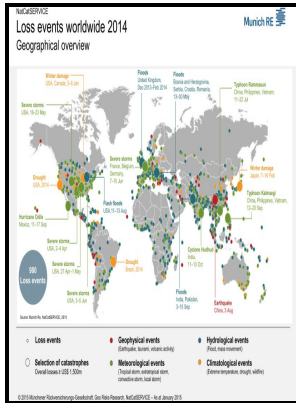 NatCatSERVICE
Loss events worldwide 2014
Geographical overview
Munich RE
Winter damage
USA, Canada, 5–8 Jan
Floods
United Kingdom,
Dec 2013–Feb 2014
Floods
Bosnia and Herzegovina,
Serbia, Croatia, Romania,
13–30 May
Typhoon Rammasun
China, Philippines, Vietnam,
11–22 Jul
Severe storms
USA, 18–23 May
Severe storms
France, Belgium,
Germany,
7–10 Jun
Winter damage
Japan, 7–16 Feb
Drought
USA, 2014
Flash floods
USA, 11–13 Aug
Typhoon Kalmaegi
China, Philippines, Vietnam,
12–20 Sep
Hurricane Odile
Mexico, 11–17 Sep
Severe storms
USA, 2–4 Apr
Cyclone Hudhud
India,
11–13 Oct
Severe storms
USA, 27 Apr–1 May
Drought
Brazil, 2014
Severe storms
USA, 3–5 Jun
Floods
India, Pakistan,
3–15 Sep
Earthquake
China, 3 Aug
980
Loss events
Source: Munich Re, NatCatSERVICE, 2015
Loss events
Geophysical events
(Earthquake, tsunami, volcanic activity)
Hydrological events
(Flood, mass movement)
Selection of catastrophes
Overall losses ≥ US$ 1,500m
Meteorological events
(Tropical storm, extratropical storm,
convective storm, local storm)
Climatological events
(Extreme temperature, drought, wildfire)
© 2015 Münchener Rückversicherungs-Gesellschaft, Geo Risks Research, NatCatSERVICE – As of January 2015